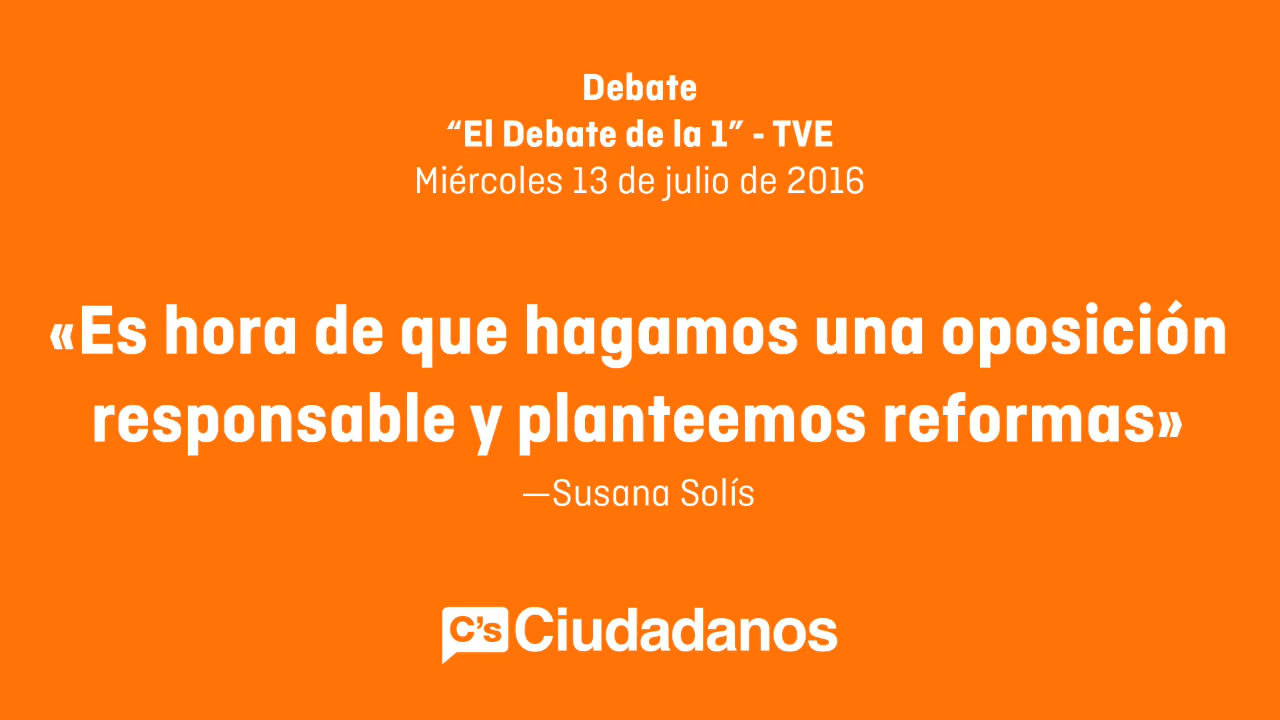 Debate
“El Debate de la 1” - TVE
Miércoles 13 de julio de 2016
«Es hora de que hagamos una oposición
responsable y planteemos reformas»
—Susana Solís
C's Ciudadanos